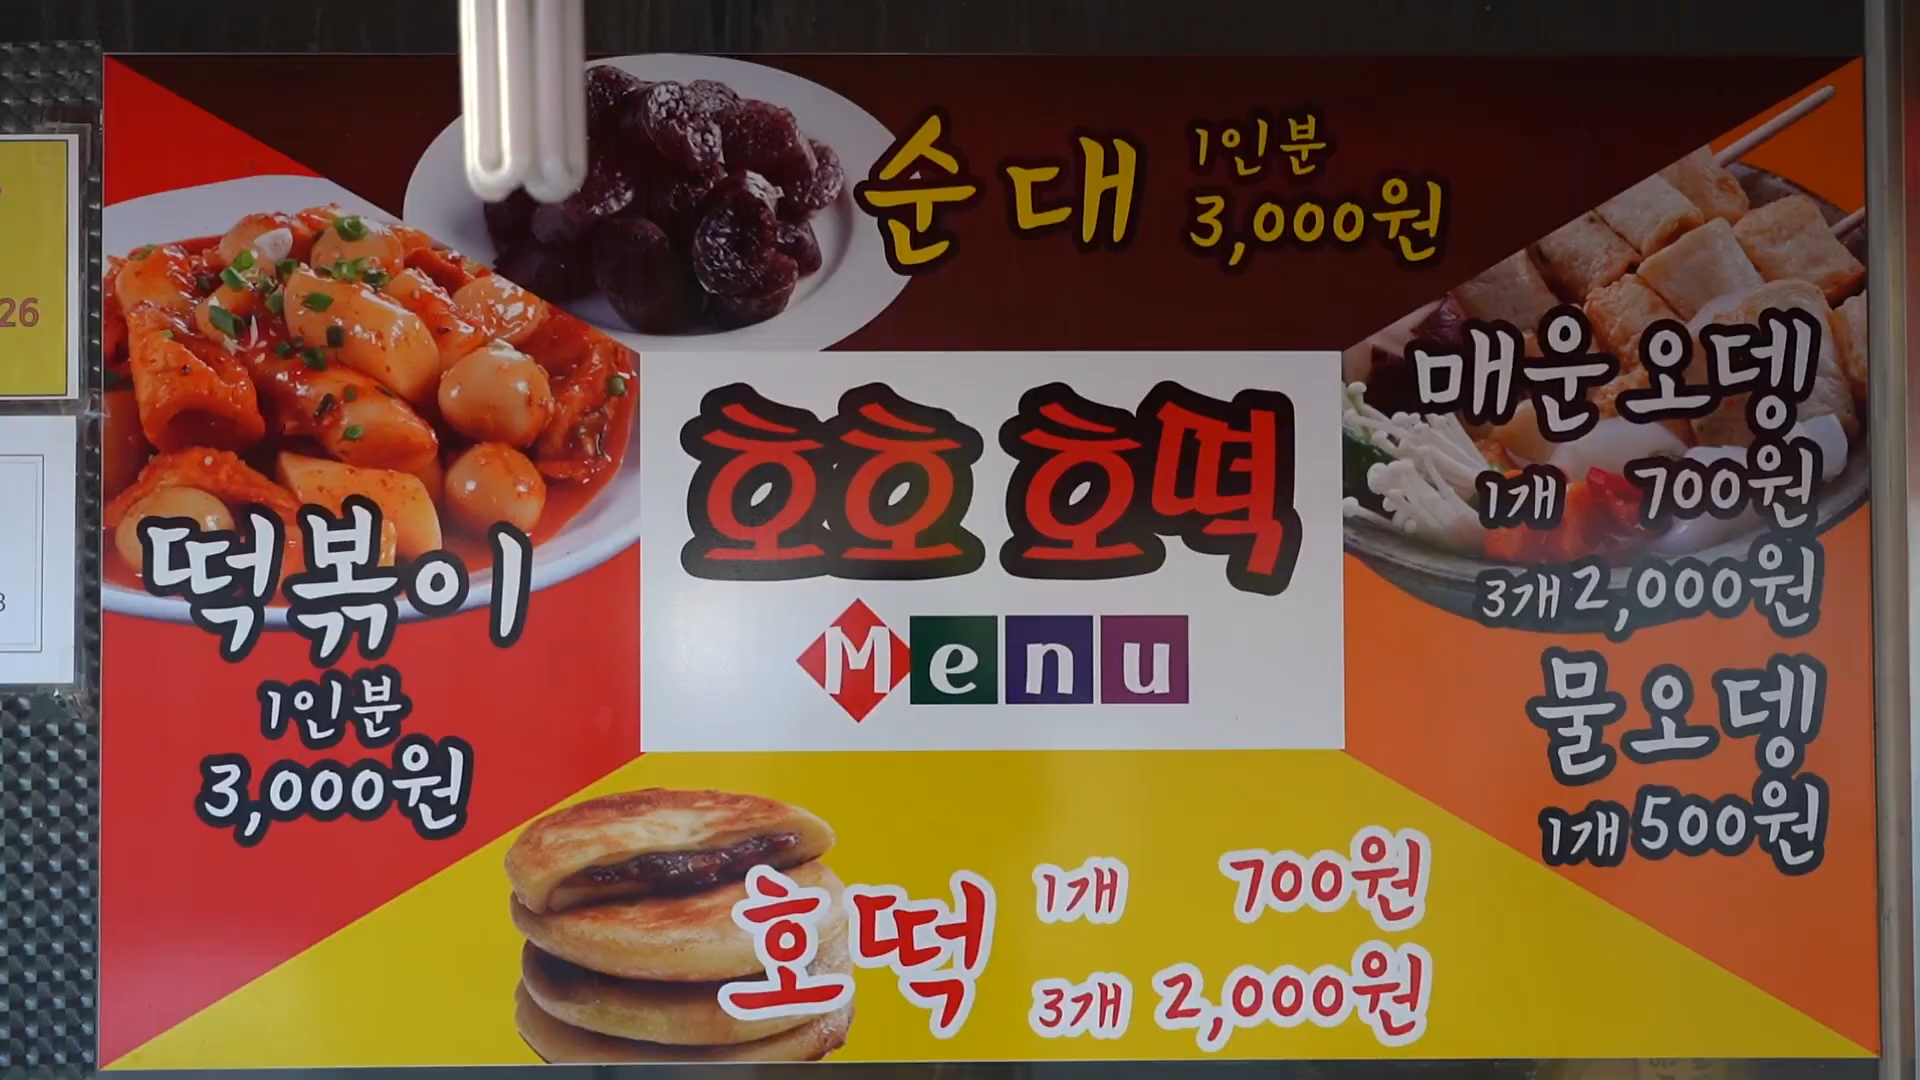 순대 1인분
3,000원
떡볶이
1인분
3,000원
호호 호떡
Menu
매운 오뎅
1개 700원
3개 2,000원
물오뎅
1개 500원
호떡
1개 700원
3개 2,000원
26
3